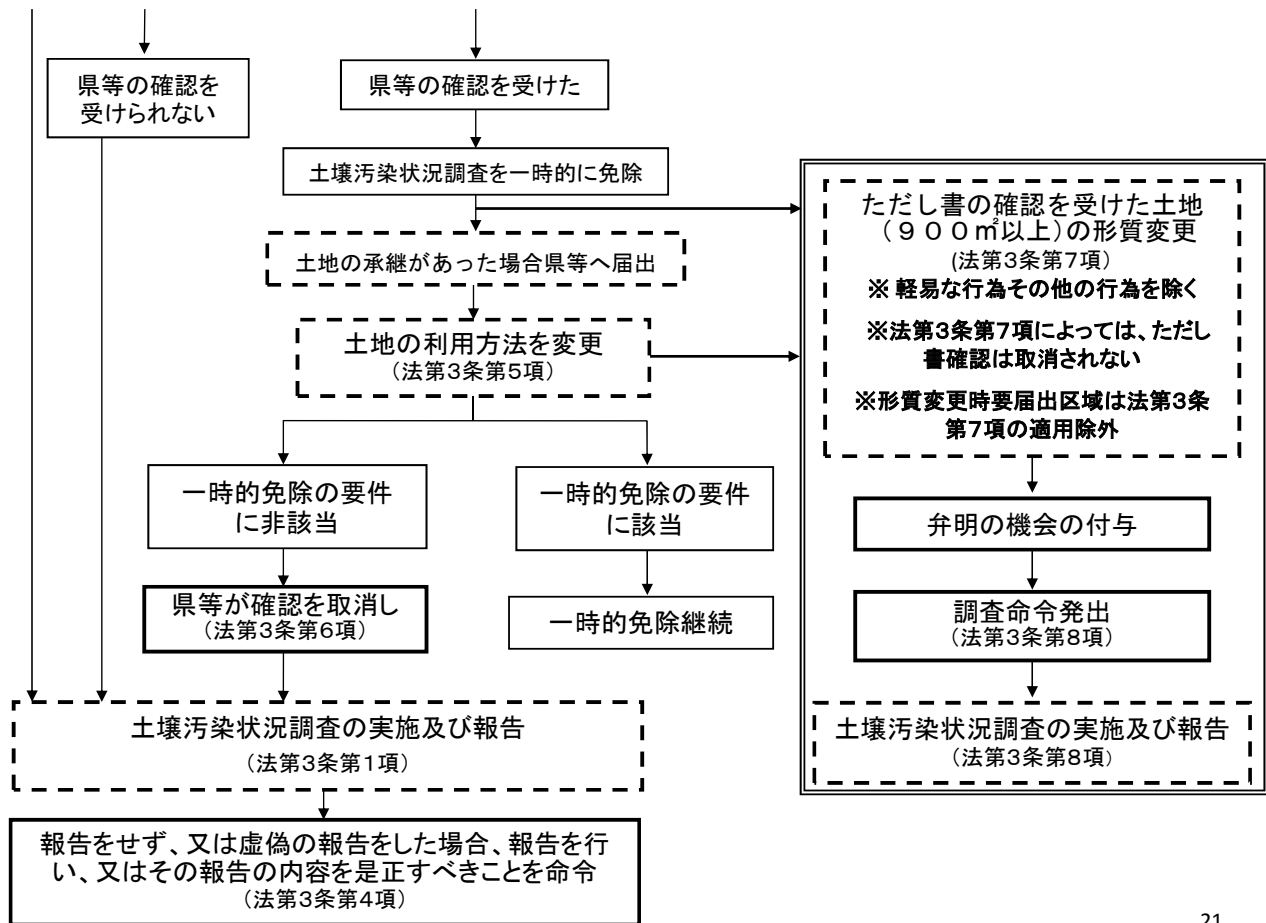 県等の確認を
受けられない
県等の確認を受けた
土壌汚染状況調査を一時的に免除
土地の承継があった場合県等へ届出
土地の利用方法を変更
（法第３条第５項）
一時的免除の要件
に非該当
一時的免除の要件
に該当
県等が確認を取消し
（法第３条第６項）
一時的免除継続
土壌汚染状況調査の実施及び報告
（法第３条第１項）
報告をせず、又は虚偽の報告をした場合、報告を行
い、又はその報告の内容を是正すべきことを命令
（法第３条第４項）
ただし書の確認を受けた土地
（９００㎡以上）の形質変更
(法第３条第７項）
※ 軽易な行為その他の行為を除く
※法第３条第７項によっては、ただし
書確認は取消されない
※形質変更時要届出区域は法第３条
第７項の適用除外
弁明の機会の付与
調査命令発出
（法第３条第８項）
土壌汚染状況調査の実施及び報告
（法第３条第８項）
21